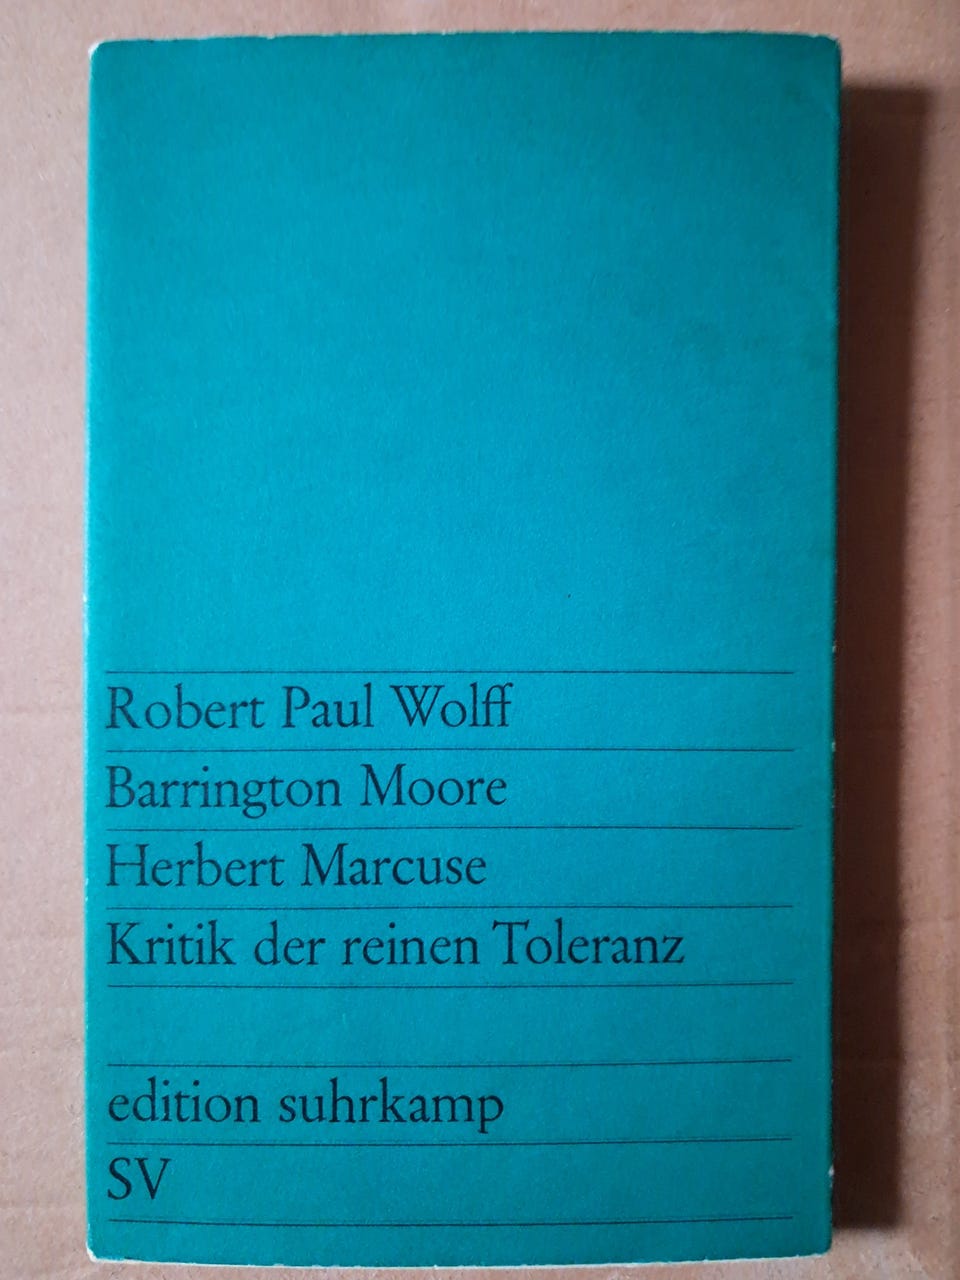 Robert Paul Wolff
Barrington Moore
Herbert Marcuse
Kritik der reinen Toleranz
edition suhrkamp
SV